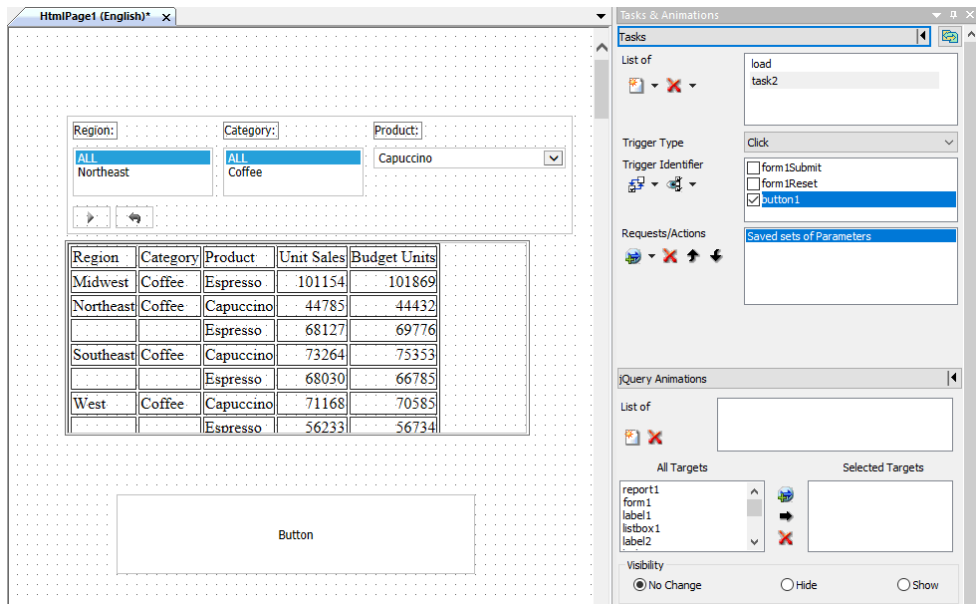 HtmlPage1 (English)* x
Region: Category: Product:
ALL ALL Capuccino
Northeast Coffee
Region Category Product Unit Sales Budget Units
Midwest Coffee Espresso 101154 101869
Northeast Coffee Capuccino 44785 44432
Espresso 68127 69776
Southeast Coffee Capuccino 73264 75353
Espresso 68030 66785
West Coffee Capuccino 71168 70585
Espresso 56233 56734
Button
Tasks & Animations
Tasks
List of
load
task2
Trigger Type Click
Trigger Identifier
form1Submit
form1Reset
button1
Requests/Actions
Saved sets of Parameters
jQuery Animations
List of
All Targets Selected Targets
report1
form1
label1
listbox1
label2
Visibility
No Change Hide Show